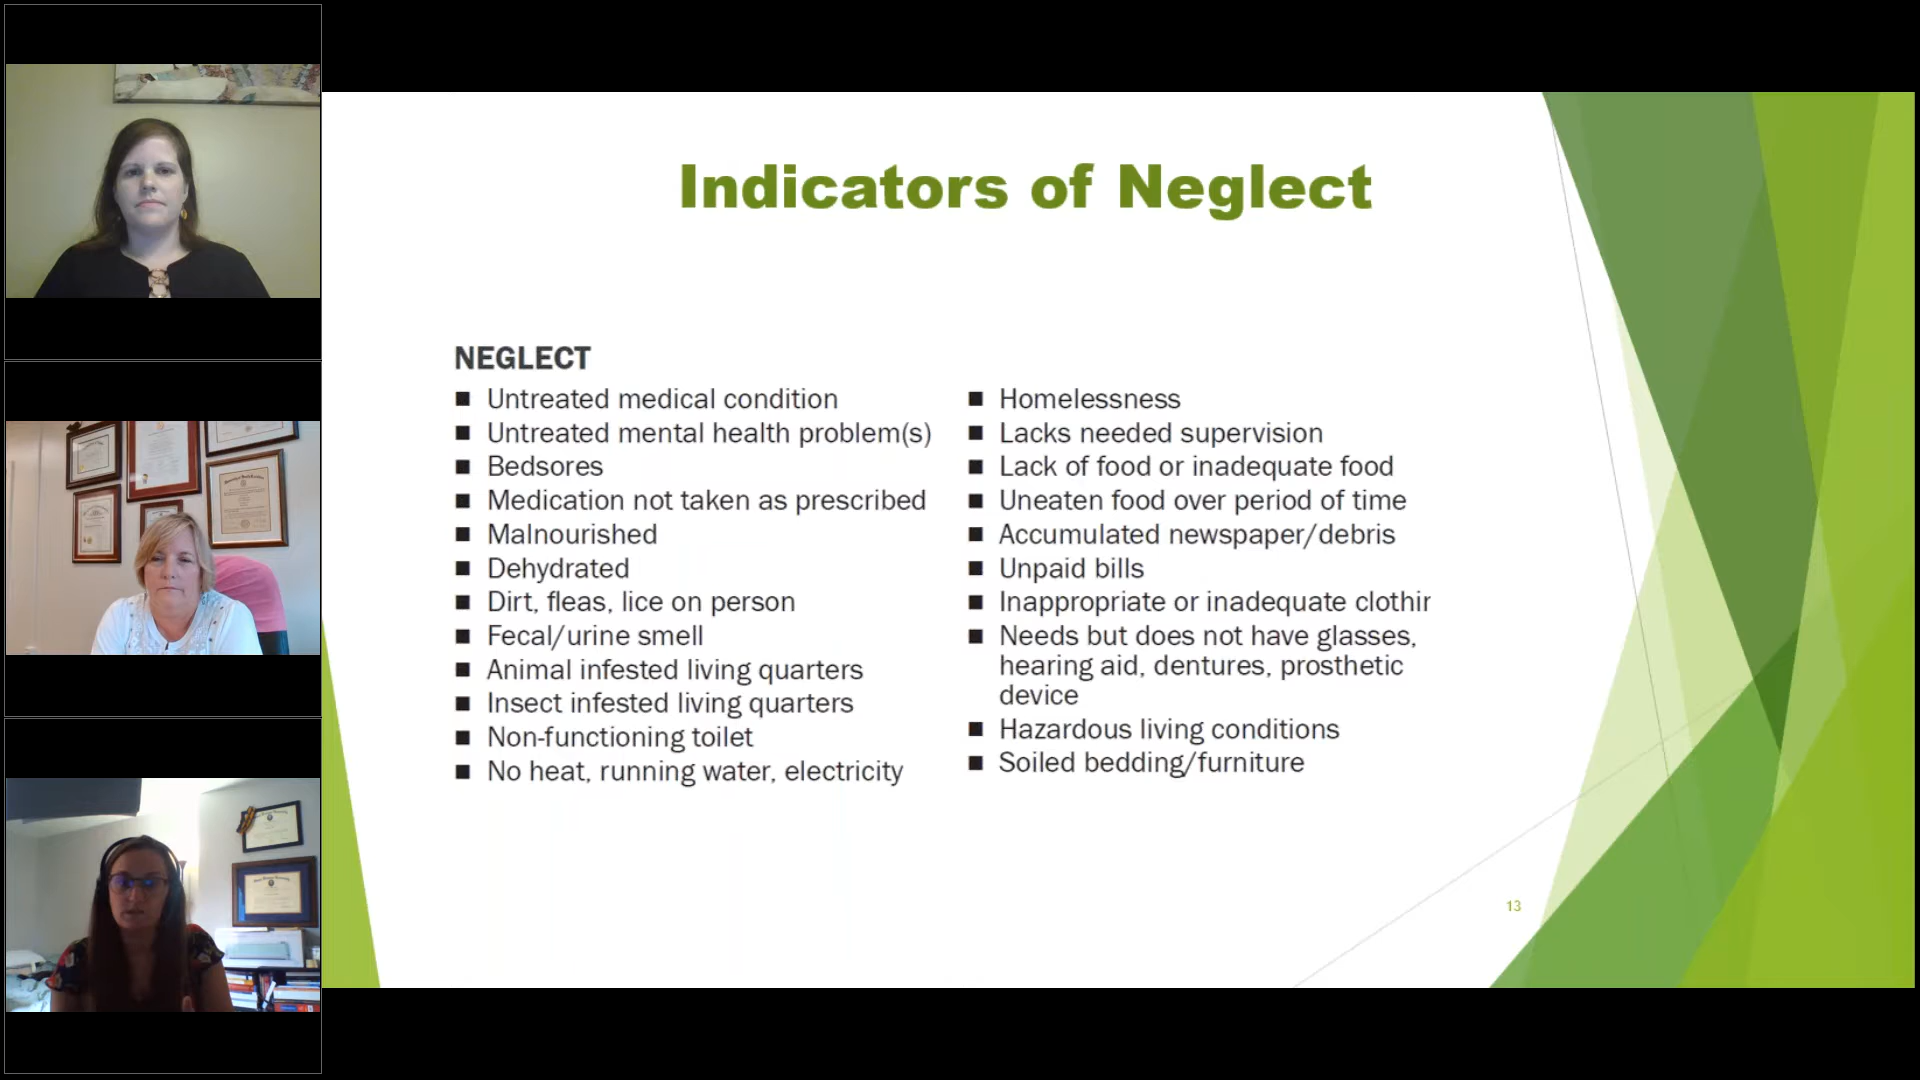 Indicators of Neglect
NEGLECT
■ Untreated medical condition
■ Untreated mental health problem(s)
■ Bedsores
■ Medication not taken as prescribed
■ Malnourished
■ Dehydrated
■ Dirt, fleas, lice on person
■ Fecal/urine smell
■ Animal infested living quarters
■ Insect infested living quarters
■ Non-functioning toilet
■ No heat, running water, electricity
■ Homelessness
■ Lacks needed supervision
■ Lack of food or inadequate food
■ Uneaten food over period of time
■ Accumulated newspaper/debris
■ Unpaid bills
■ Inappropriate or inadequate clothir
■ Needs but does not have glasses,
hearing aid, dentures, prosthetic
device
■ Hazardous living conditions
■ Soiled bedding/furniture
13